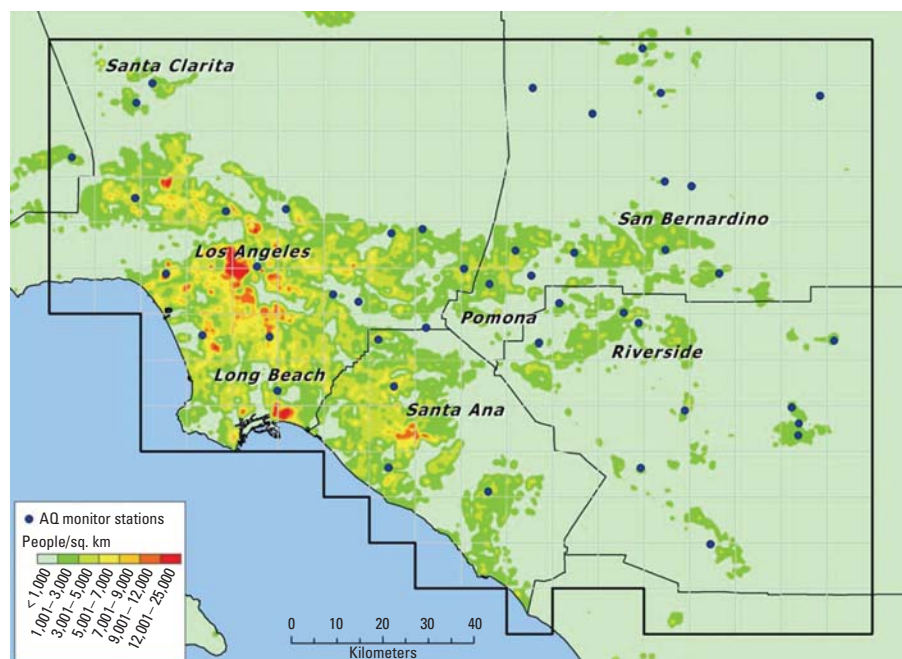 Santa Clarita
San Bernardino
Los Angeles
Pomona
Riverside
Long Beach
Santa Ana
AQ monitor stations
People/sq. km
< 1,000
1,001– 3,000
3,001– 5,000
5,001– 7,000
7,001– 9,000
9,001– 12,000
12,001– 25,000
0 10 20 30 40
Kilometers